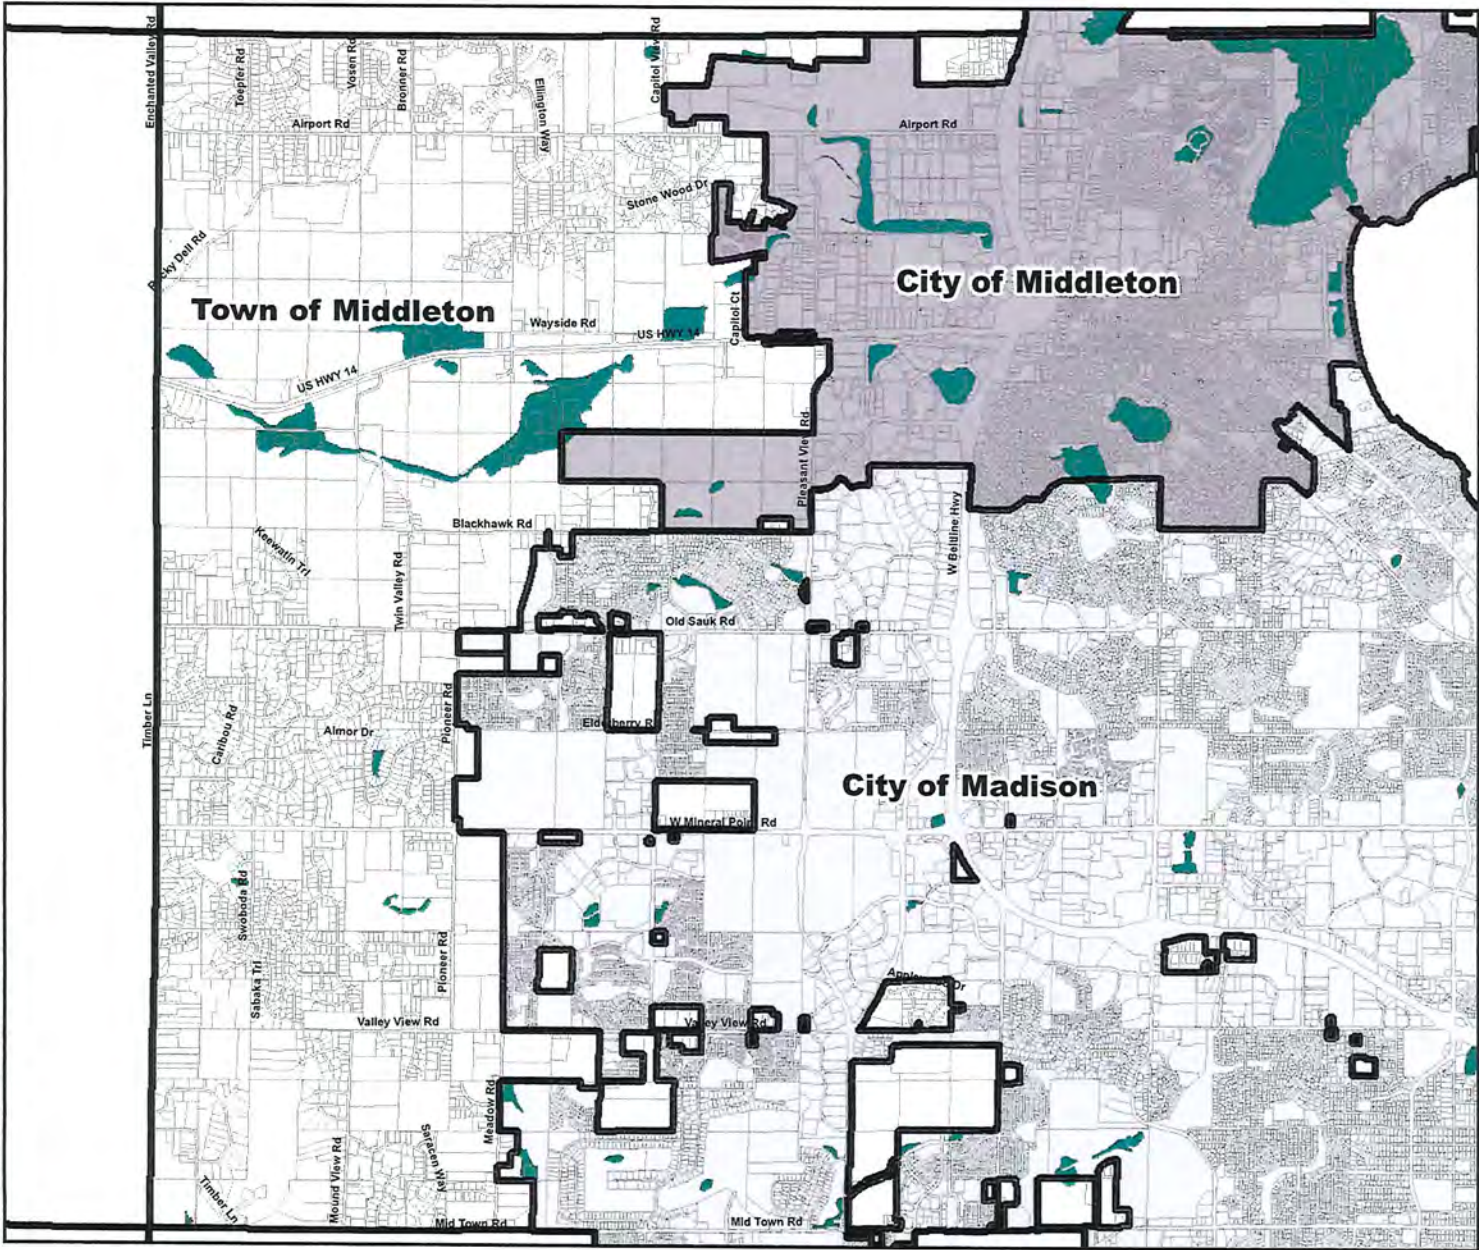 Enchanted Valley Rd
Toepfer Rd
Vosen Rd
Bronner Rd
Ellington Way
Capitol View Rd
Airport Rd
Airport Rd
Stone Wood Dr
cky Dell Rd
City of Middleton
Town of Middleton
Wayside Rd
US HWY 14
Capitol Ct
US HWY 14
Pleasant View Rd
W Beltline Hwy
Blackhawk Rd
Keewatin Trl
Twin Valley Rd
Old Sauk Rd
Timber Ln
Caribou Rd
Almor Dr
Pioneer Rd
Elderberry R
City of Madison
W Mineral Point Rd
Swoboda Rd
Sabaka Trl
Pioneer Rd
Valley View Rd
Valley View Rd
Dr
Meadow Rd
Saracen Way
Mound View Rd
Timber Ln
Mid Town Rd
Mid Town Rd